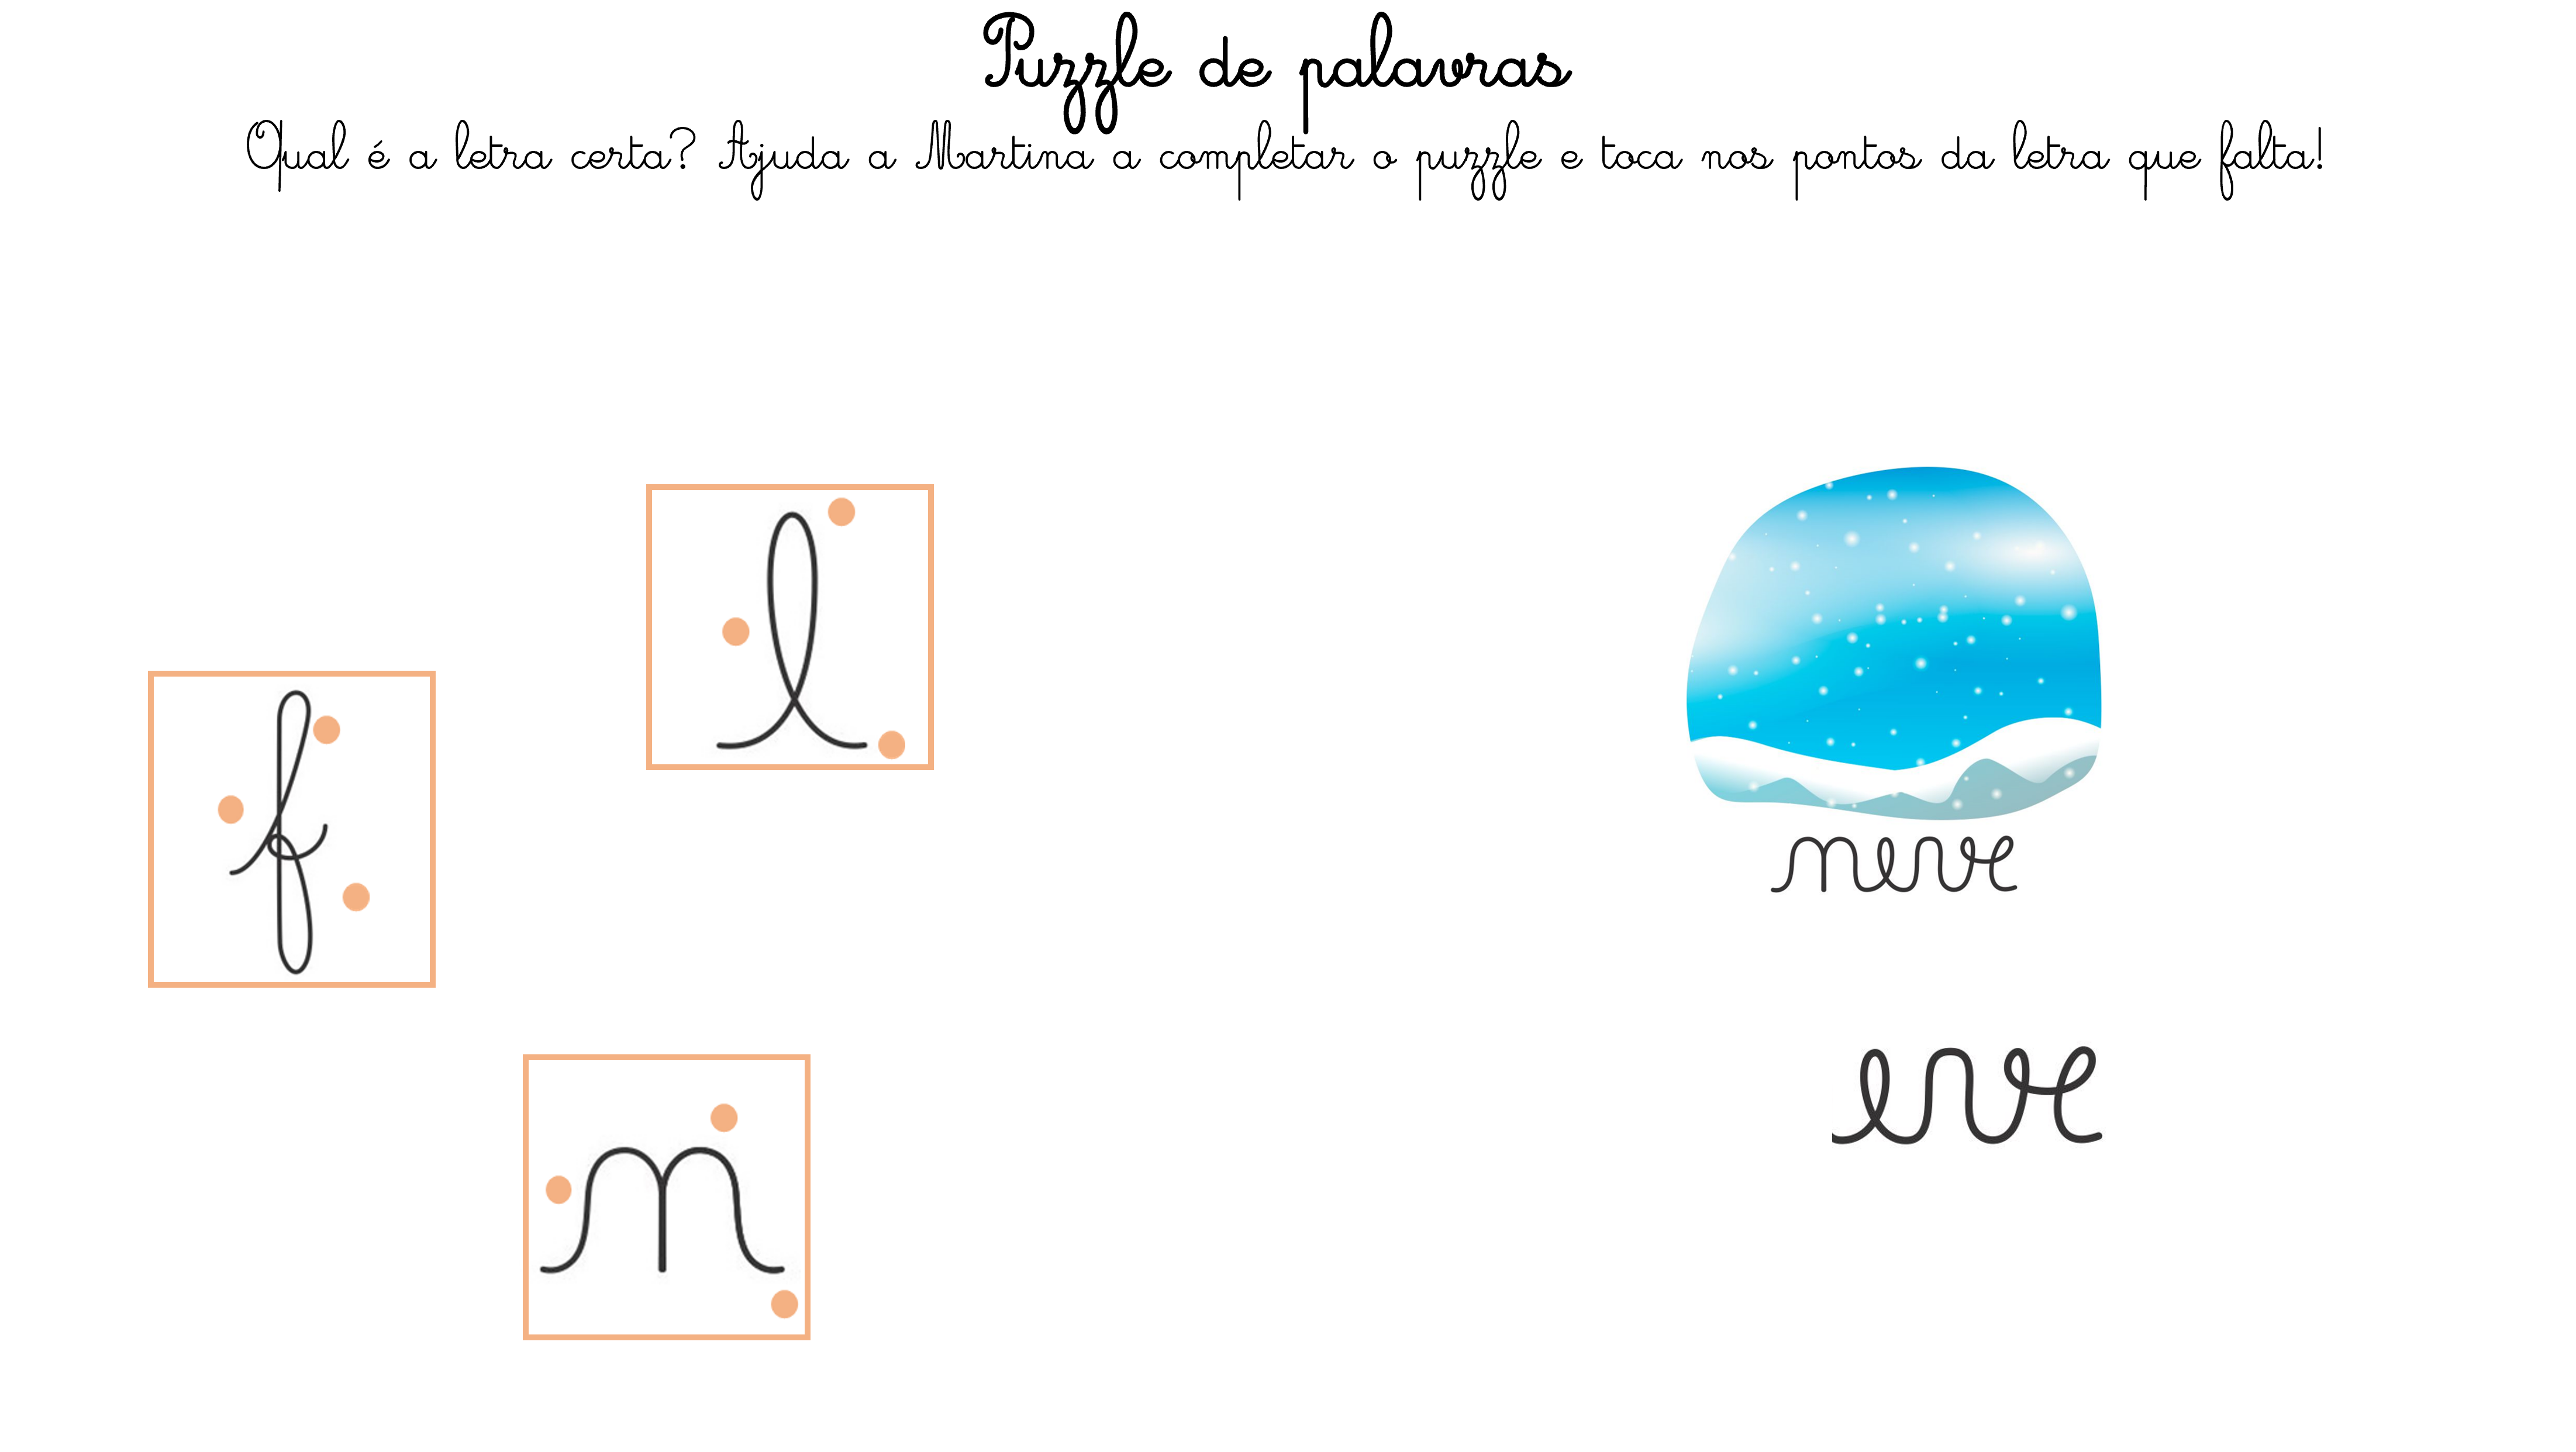 Puzzle de palavras
Qual é a letra certa? Ajuda a Martina a completar o puzzle e toca nos pontos da letra que falta!
l
f
neve
n
eve